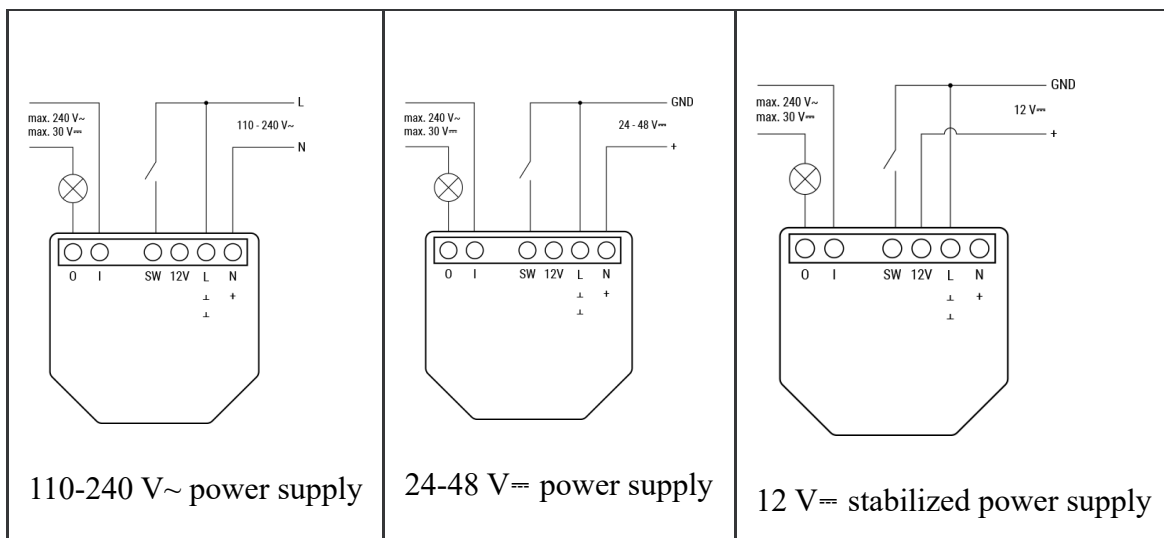 max. 240 V~
max. 30 V⎓
L
110 - 240 V~
N
O I SW 12V L N
⊥ +
⊥
110-240 V~ power supply
max. 240 V~
max. 30 V⎓
GND
24 - 48 V⎓
+
O I SW 12V L N
⊥ +
⊥
24-48 V⎓ power supply
max. 240 V~
max. 30 V⎓
GND
12 V⎓
+
O I SW 12V L N
⊥ +
⊥
12 V⎓ stabilized power supply